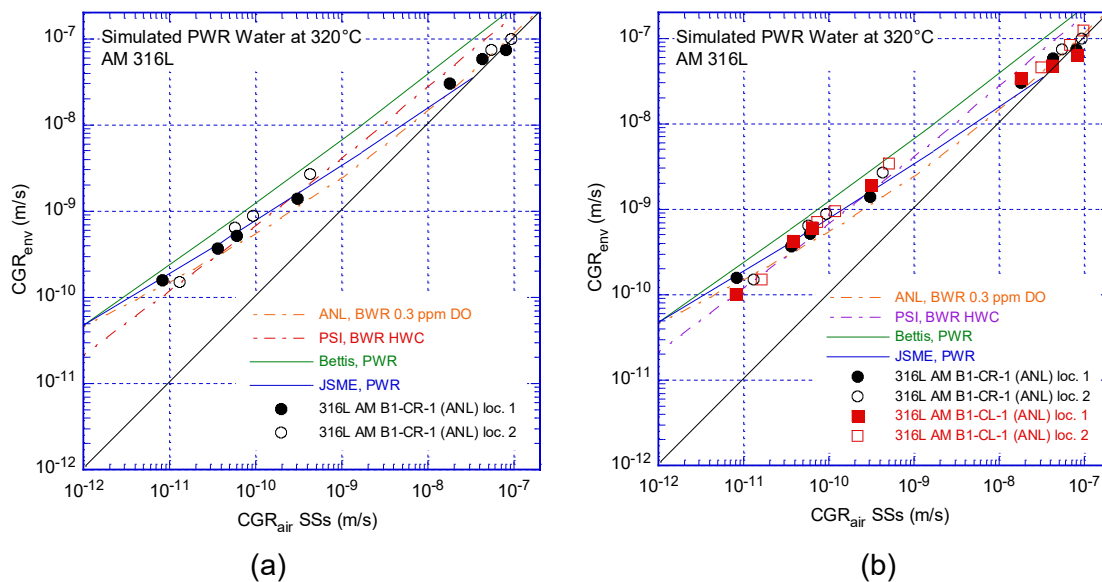 Simulated PWR Water at 320°C
AM 316L
10⁻⁷
10⁻⁸
10⁻⁹
10⁻¹⁰
10⁻¹¹
10⁻¹²
CGRenv (m/s)
ANL, BWR 0.3 ppm DO
PSI, BWR HWC
Bettis, PWR
JSME, PWR
316L AM B1-CR-1 (ANL) loc. 1
316L AM B1-CR-1 (ANL) loc. 2
10⁻¹² 10⁻¹¹ 10⁻¹⁰ 10⁻⁹ 10⁻⁸ 10⁻⁷
CGRair SSs (m/s)
(a)
Simulated PWR Water at 320°C
AM 316L
10⁻⁷
10⁻⁸
10⁻⁹
10⁻¹⁰
10⁻¹¹
10⁻¹²
CGRenv (m/s)
ANL, BWR 0.3 ppm DO
PSI, BWR HWC
Bettis, PWR
JSME, PWR
316L AM B1-CR-1 (ANL) loc. 1
316L AM B1-CR-1 (ANL) loc. 2
316L AM B1-CL-1 (ANL) loc. 1
316L AM B1-CL-1 (ANL) loc. 2
10⁻¹² 10⁻¹¹ 10⁻¹⁰ 10⁻⁹ 10⁻⁸ 10⁻⁷
CGRair SSs (m/s)
(b)